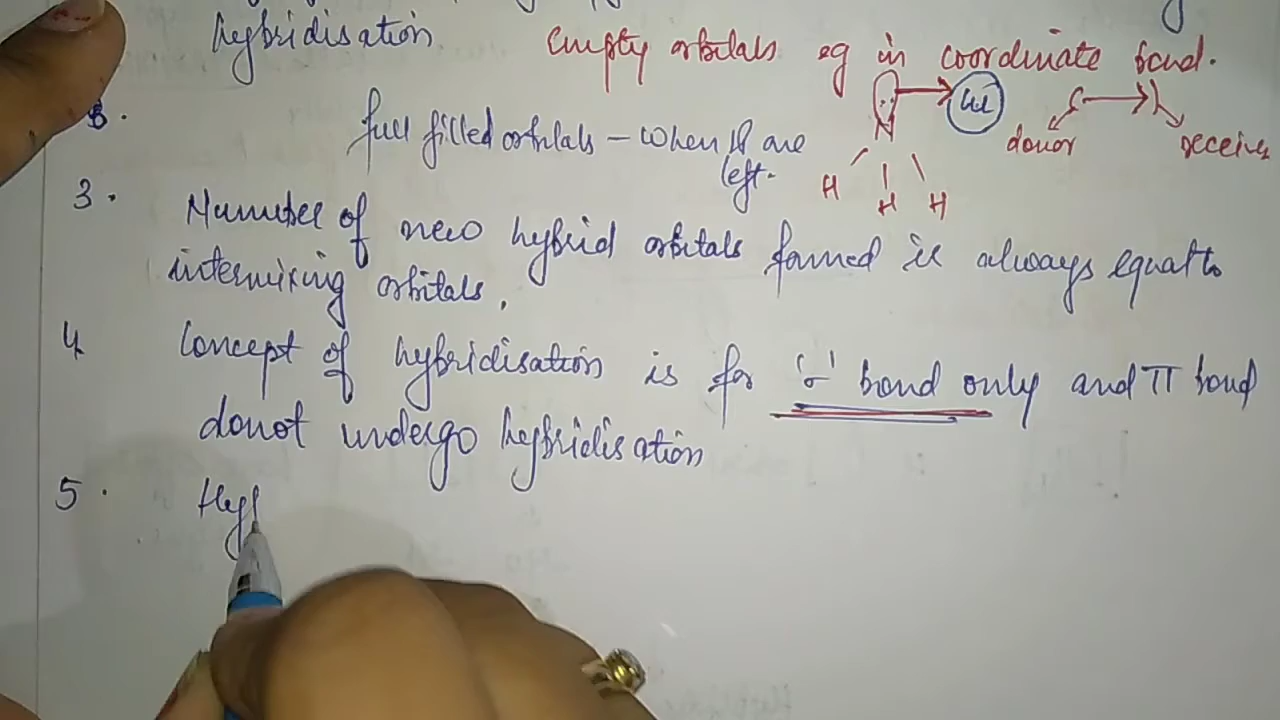 hybridisation. empty orbitals eg in coordinate bond.
full filled orbitals – when lp are left.
N
H H H
donor
3. Number of new hybrid orbitals formed is always equal to
intermixing orbitals.
4 Concept of hybridisation is for 'σ' bond only and π bond
donot undergo hybridisation
5. Hyb